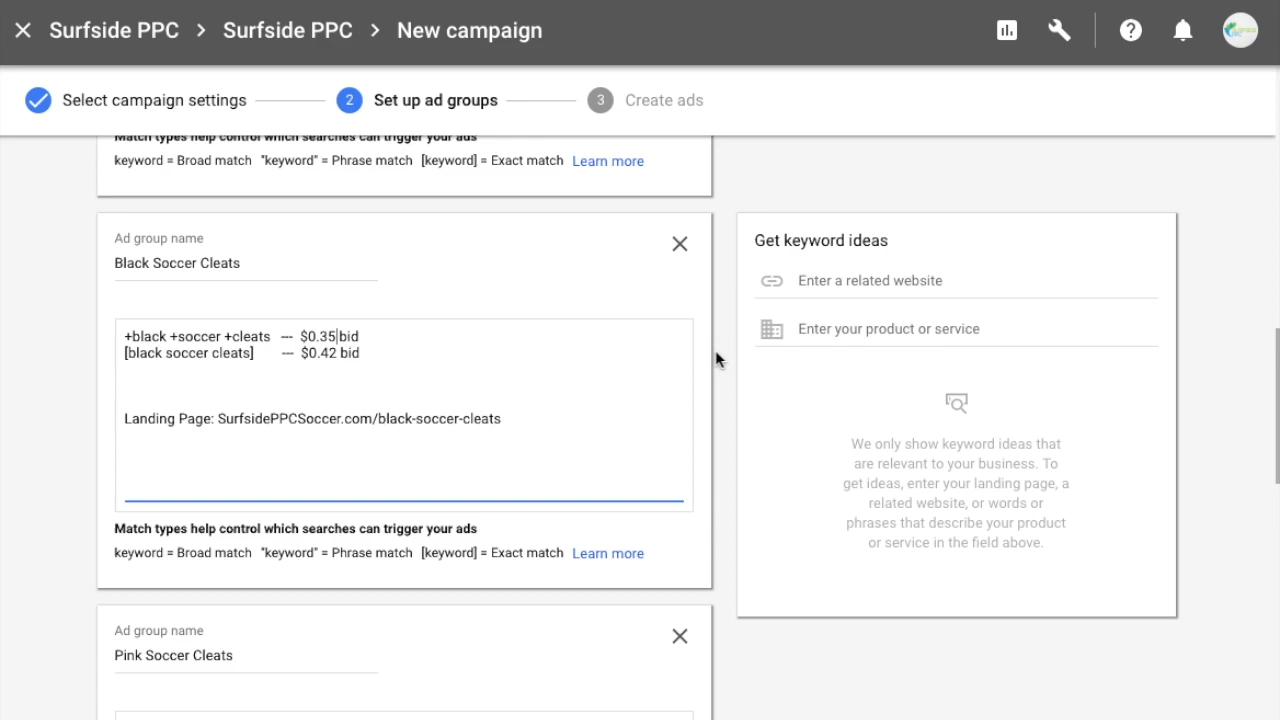 Surfside PPC > Surfside PPC > New campaign
Select campaign settings 2 Set up ad groups 3 Create ads
Match types help control which searches can trigger your ads
keyword = Broad match "keyword" = Phrase match [keyword] = Exact match Learn more
Ad group name
Black Soccer Cleats
+black +soccer +cleats --- $0.35 bid
[black soccer cleats] --- $0.42 bid
Landing Page: SurfsidePPCSoccer.com/black-soccer-cleats
Match types help control which searches can trigger your ads
keyword = Broad match "keyword" = Phrase match [keyword] = Exact match Learn more
Ad group name
Pink Soccer Cleats
Get keyword ideas
Enter a related website
Enter your product or service
We only show keyword ideas that
are relevant to your business. To
get ideas, enter your landing page, a
related website, or words or
phrases that describe your product
or service in the field above.